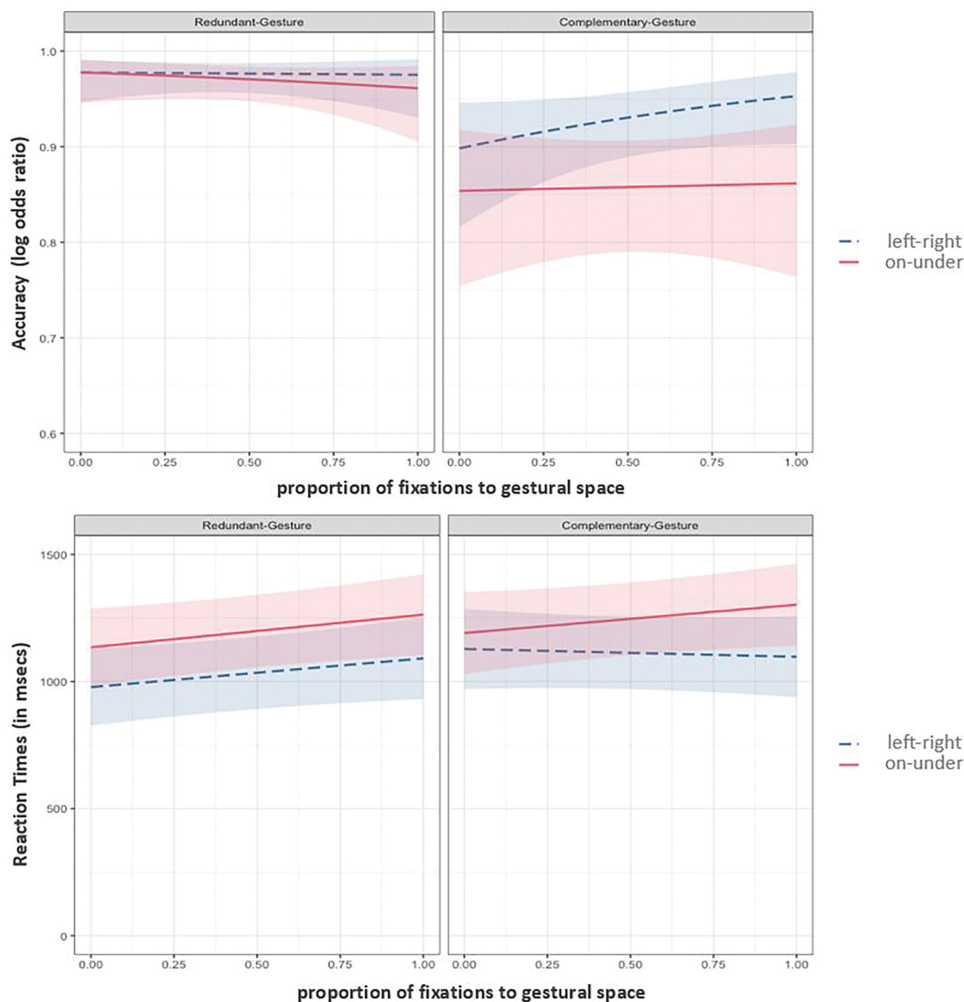 Redundant-Gesture
Complementary-Gesture
Accuracy (log odds ratio)
1.0
0.9
0.8
0.7
0.6
0.00
0.25
0.50
0.75
1.00
0.00
0.25
0.50
0.75
1.00
proportion of fixations to gestural space
left-right
on-under
Redundant-Gesture
Complementary-Gesture
Reaction Times (in msecs)
1500
1000
500
0
0.00
0.25
0.50
0.75
1.00
0.00
0.25
0.50
0.75
1.00
proportion of fixations to gestural space
left-right
on-under